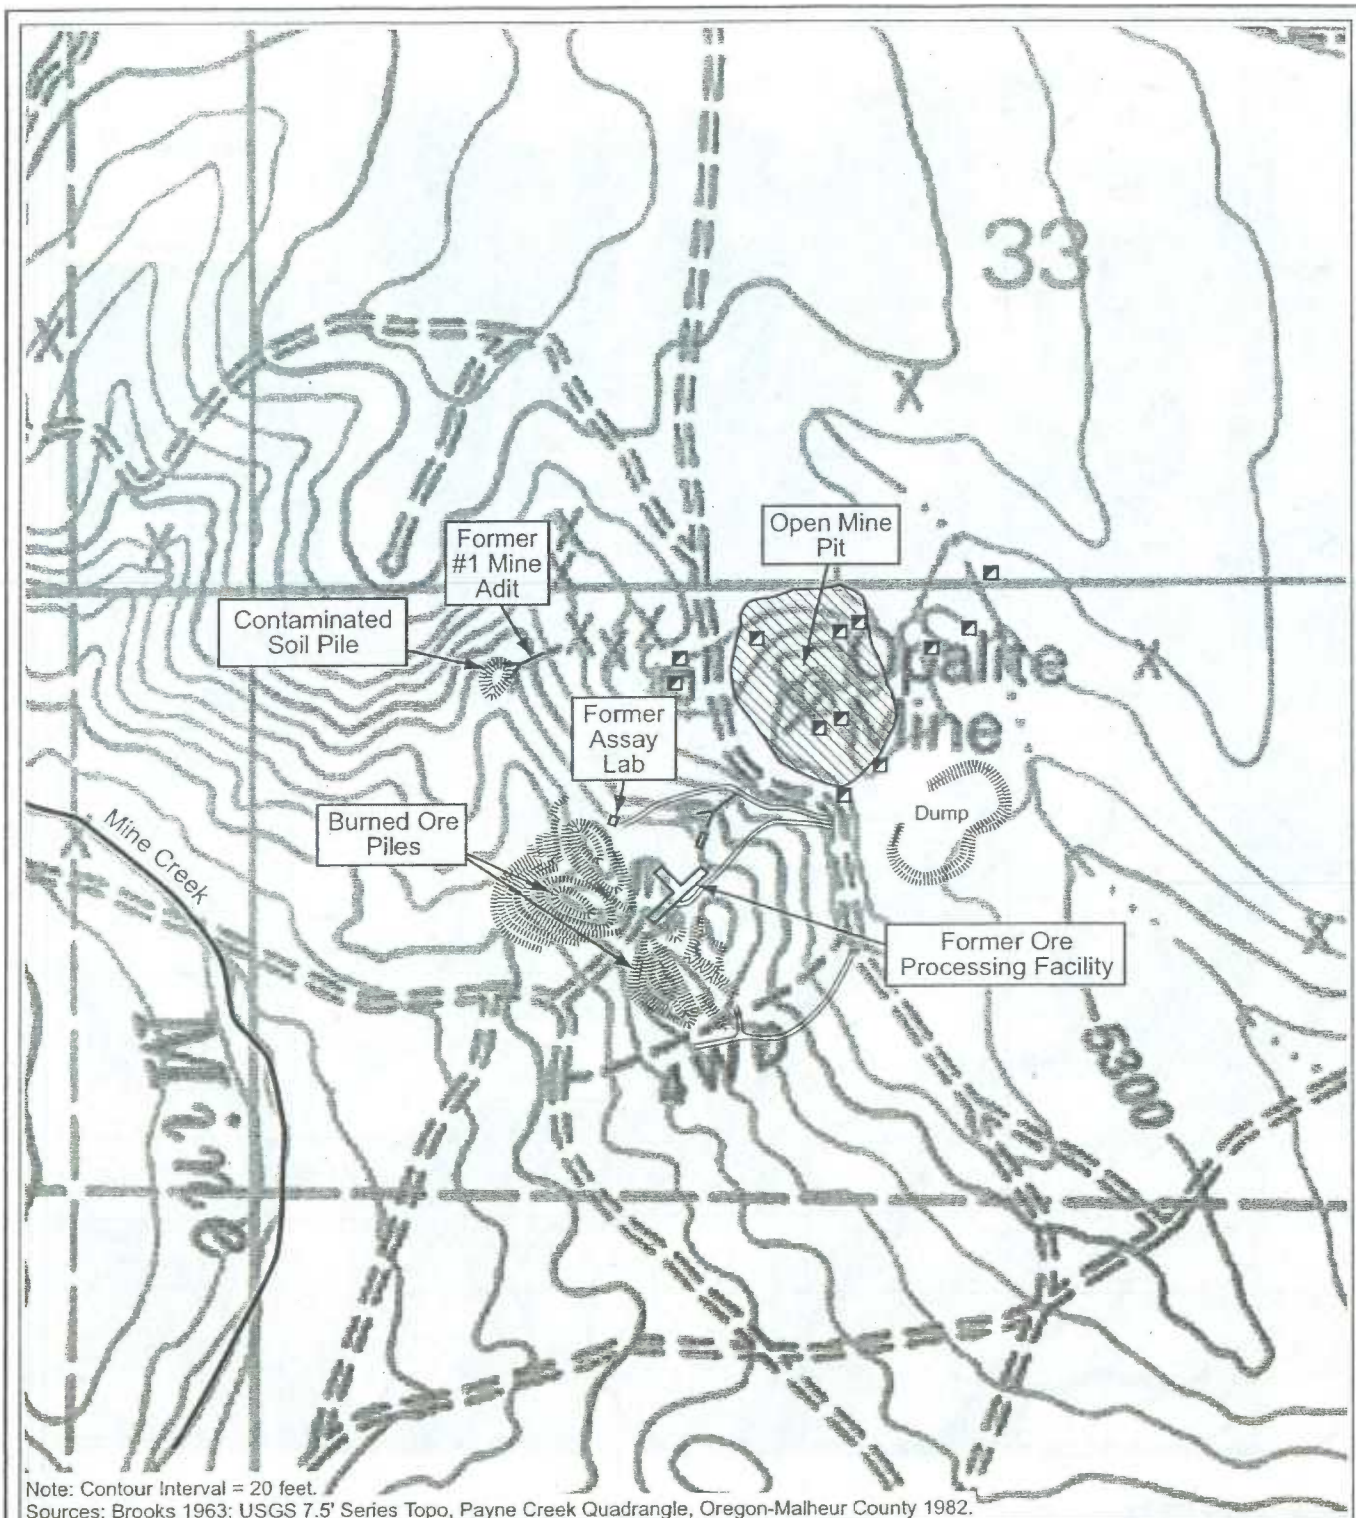 33
Open Mine
Pit
Former
#1 Mine
Adit
Contaminated
Soil Pile
Opalite
Mine
Former
Assay
Lab
Dump
Mine Creek
Burned Ore
Piles
Former Ore
Processing Facility
Mine
4WD
5300
Note: Contour Interval = 20 feet.
Sources: Brooks 1963; USGS 7.5' Series Topo, Payne Creek Quadrangle, Oregon-Malheur County 1982.